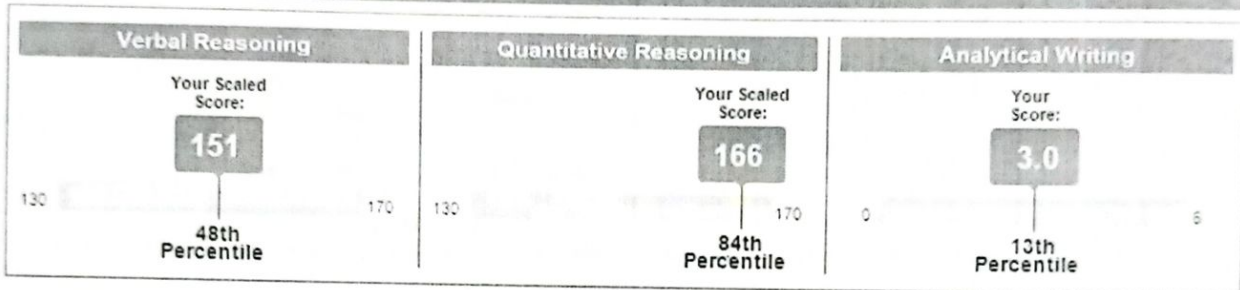 Verbal Reasoning
Your Scaled
Score:
151
130
170
48th
Percentile
Quantitative Reasoning
Your Scaled
Score:
166
130
170
84th
Percentile
Analytical Writing
Your
Score:
3.0
0
6
13th
Percentile